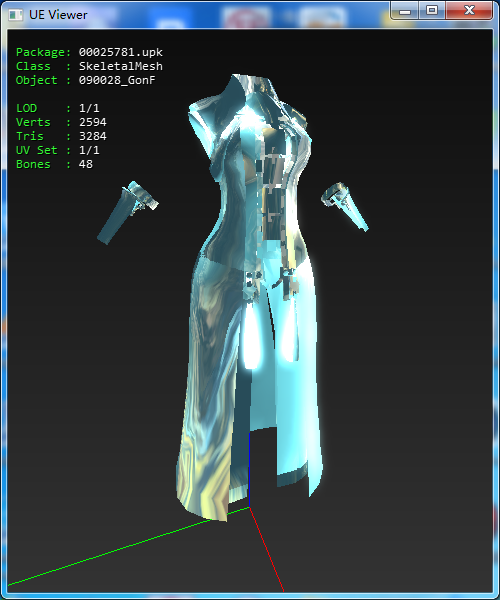 UE Viewer
Package: 00025781.upk
Class  : SkeletalMesh
Object : 090028_GonF
LOD    : 1/1
Verts  : 2594
Tris   : 3284
UV Set : 1/1
Bones  : 48